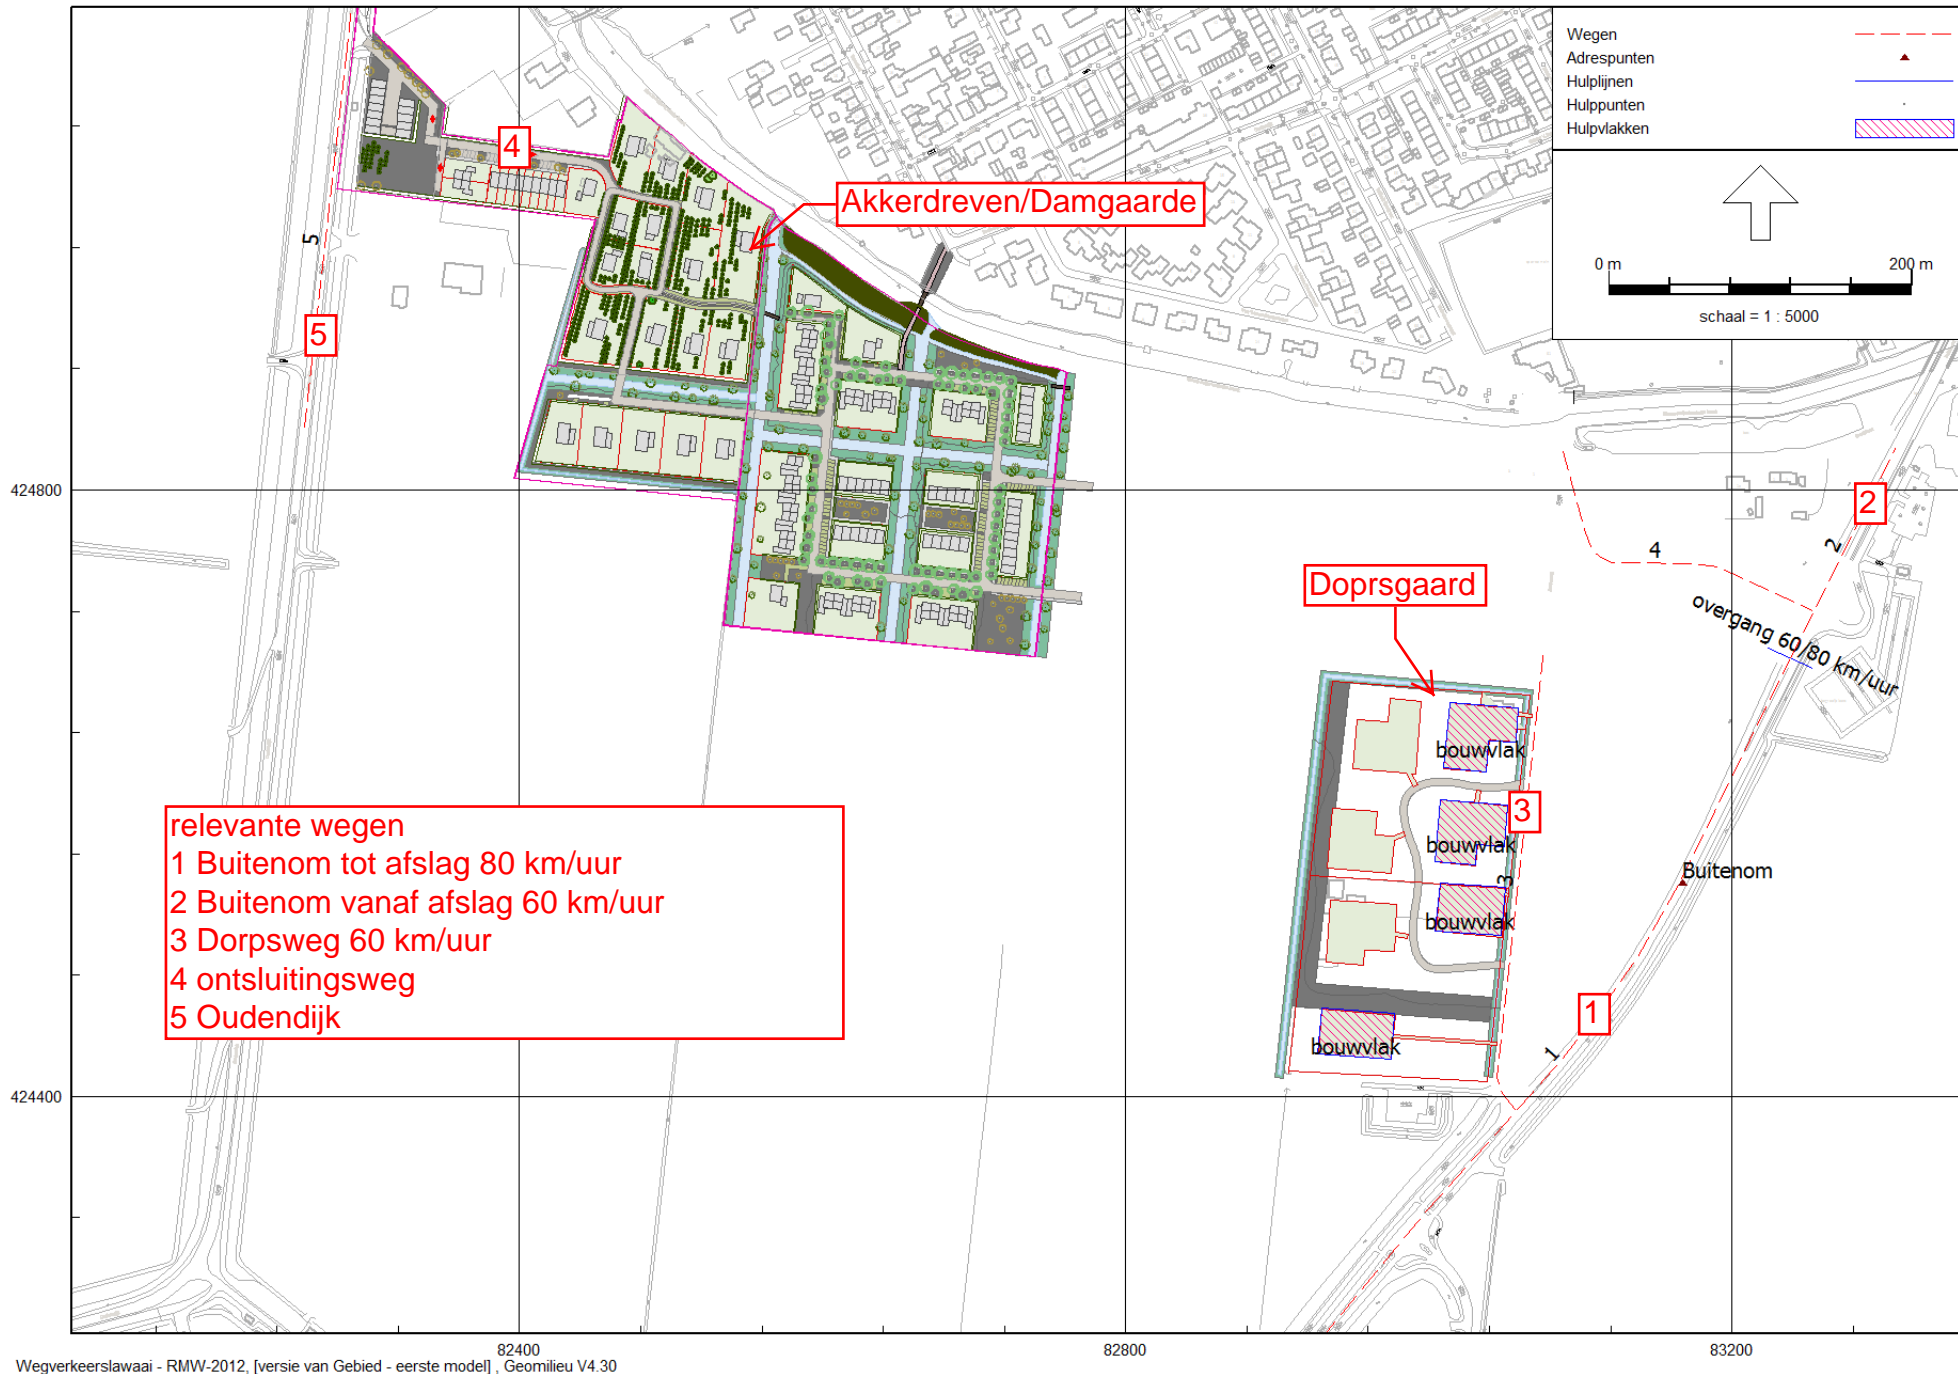 Wegen
Adrespunten
Hulplijnen
Hulppunten
Hulpvlakken
0 m
200 m
schaal = 1 : 5000
4
Akkerdreven/Damgaarde
5
5
424800
2
2
4
Doprsgaard
overgang 60/80 km/uur
bouwvlak
3
bouwvlak
3
bouwvlak
Buitenom
relevante wegen
1 Buitenom tot afslag 80 km/uur
2 Buitenom vanaf afslag 60 km/uur
3 Dorpsweg 60 km/uur
4 ontsluitingsweg
5 Oudendijk
1
1
bouwvlak
424400
82400
82800
83200
Wegverkeerslawaai - RMW-2012, [versie van Gebied - eerste model] , Geomilieu V4.30